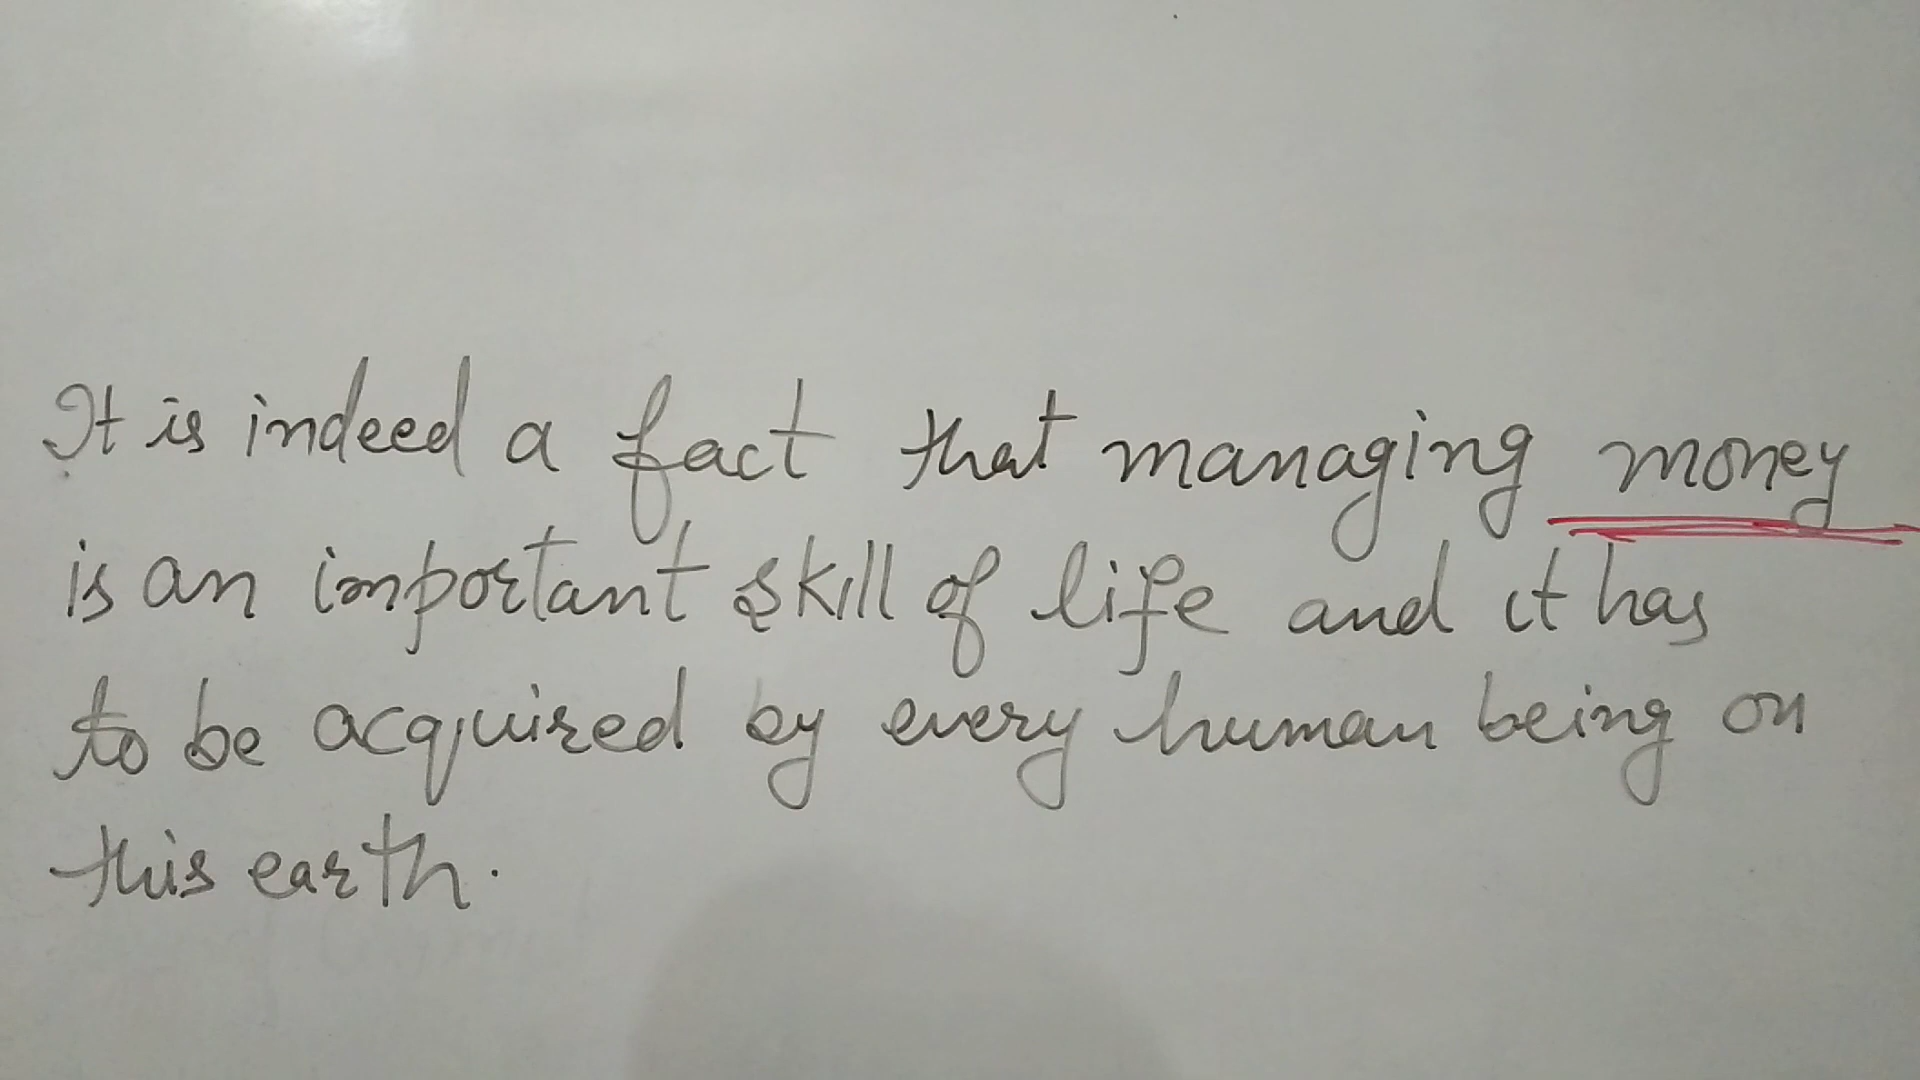 It is indeed a fact that managing money
is an important skill of life and it has
to be acquired by every human being on
this earth.